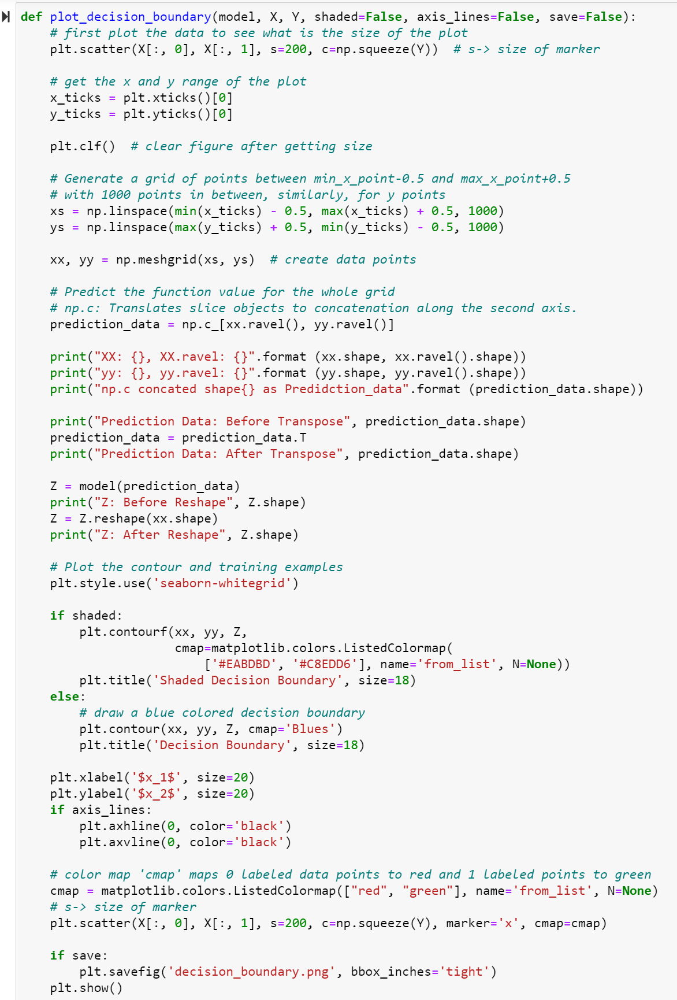 def plot_decision_boundary(model, X, Y, shaded=False, axis_lines=False, save=False):
    # first plot the data to see what is the size of the plot
    plt.scatter(X[:, 0], X[:, 1], s=200, c=np.squeeze(Y))  # s-> size of marker

    # get the x and y range of the plot
    x_ticks = plt.xticks()[0]
    y_ticks = plt.yticks()[0]

    plt.clf()  # clear figure after getting size

    # Generate a grid of points between min_x_point-0.5 and max_x_point+0.5
    # with 1000 points in between, similarly, for y points
    xs = np.linspace(min(x_ticks) - 0.5, max(x_ticks) + 0.5, 1000)
    ys = np.linspace(max(y_ticks) + 0.5, min(y_ticks) - 0.5, 1000)

    xx, yy = np.meshgrid(xs, ys)  # create data points

    # Predict the function value for the whole grid
    # np.c: Translates slice objects to concatenation along the second axis.
    prediction_data = np.c_[xx.ravel(), yy.ravel()]

    print("XX: {}, XX.ravel: {}".format (xx.shape, xx.ravel().shape))
    print("yy: {}, yy.ravel: {}".format (yy.shape, yy.ravel().shape))
    print("np.c concated shape{} as Predidction_data".format (prediction_data.shape))

    print("Prediction Data: Before Transpose", prediction_data.shape)
    prediction_data = prediction_data.T
    print("Prediction Data: After Transpose", prediction_data.shape)

    Z = model(prediction_data)
    print("Z: Before Reshape", Z.shape)
    Z = Z.reshape(xx.shape)
    print("Z: After Reshape", Z.shape)

    # Plot the contour and training examples
    plt.style.use('seaborn-whitegrid')

    if shaded:
        plt.contourf(xx, yy, Z,
                     cmap=matplotlib.colors.ListedColormap(
                         ['#EABDBD', '#C8EDD6'], name='from_list', N=None))
        plt.title('Shaded Decision Boundary', size=18)
    else:
        # draw a blue colored decision boundary
        plt.contour(xx, yy, Z, cmap='Blues')
        plt.title('Decision Boundary', size=18)

    plt.xlabel('$x_1$', size=20)
    plt.ylabel('$x_2$', size=20)
    if axis_lines:
        plt.axhline(0, color='black')
        plt.axvline(0, color='black')

    # color map 'cmap' maps 0 labeled data points to red and 1 labeled points to green
    cmap = matplotlib.colors.ListedColormap(["red", "green"], name='from_list', N=None)
    # s-> size of marker
    plt.scatter(X[:, 0], X[:, 1], s=200, c=np.squeeze(Y), marker='x', cmap=cmap)

    if save:
        plt.savefig('decision_boundary.png', bbox_inches='tight')
    plt.show()